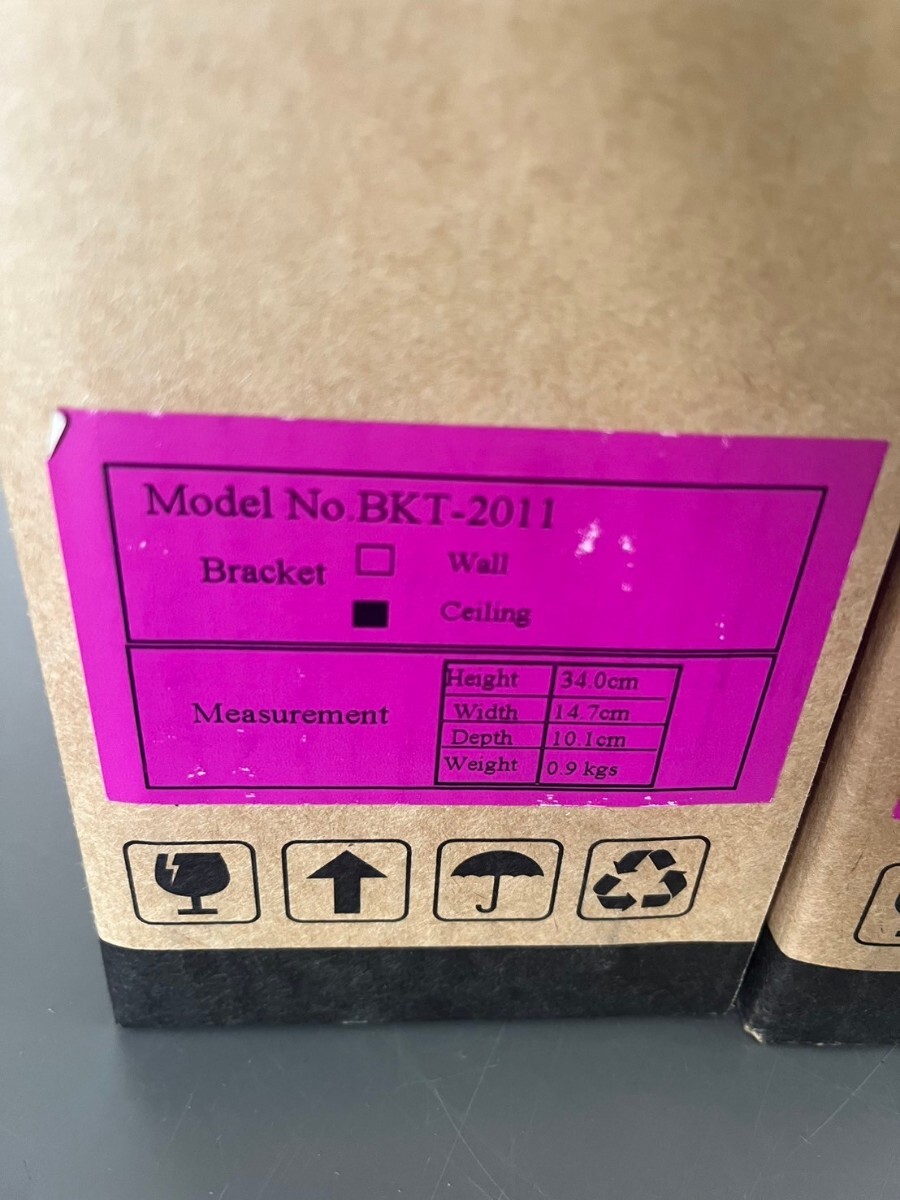 Model No.BKT-2011
Bracket □ Wall
■ Ceiling
Measurement
Height 34.0cm
Width 14.7cm
Depth 10.1cm
Weight 0.9 kgs